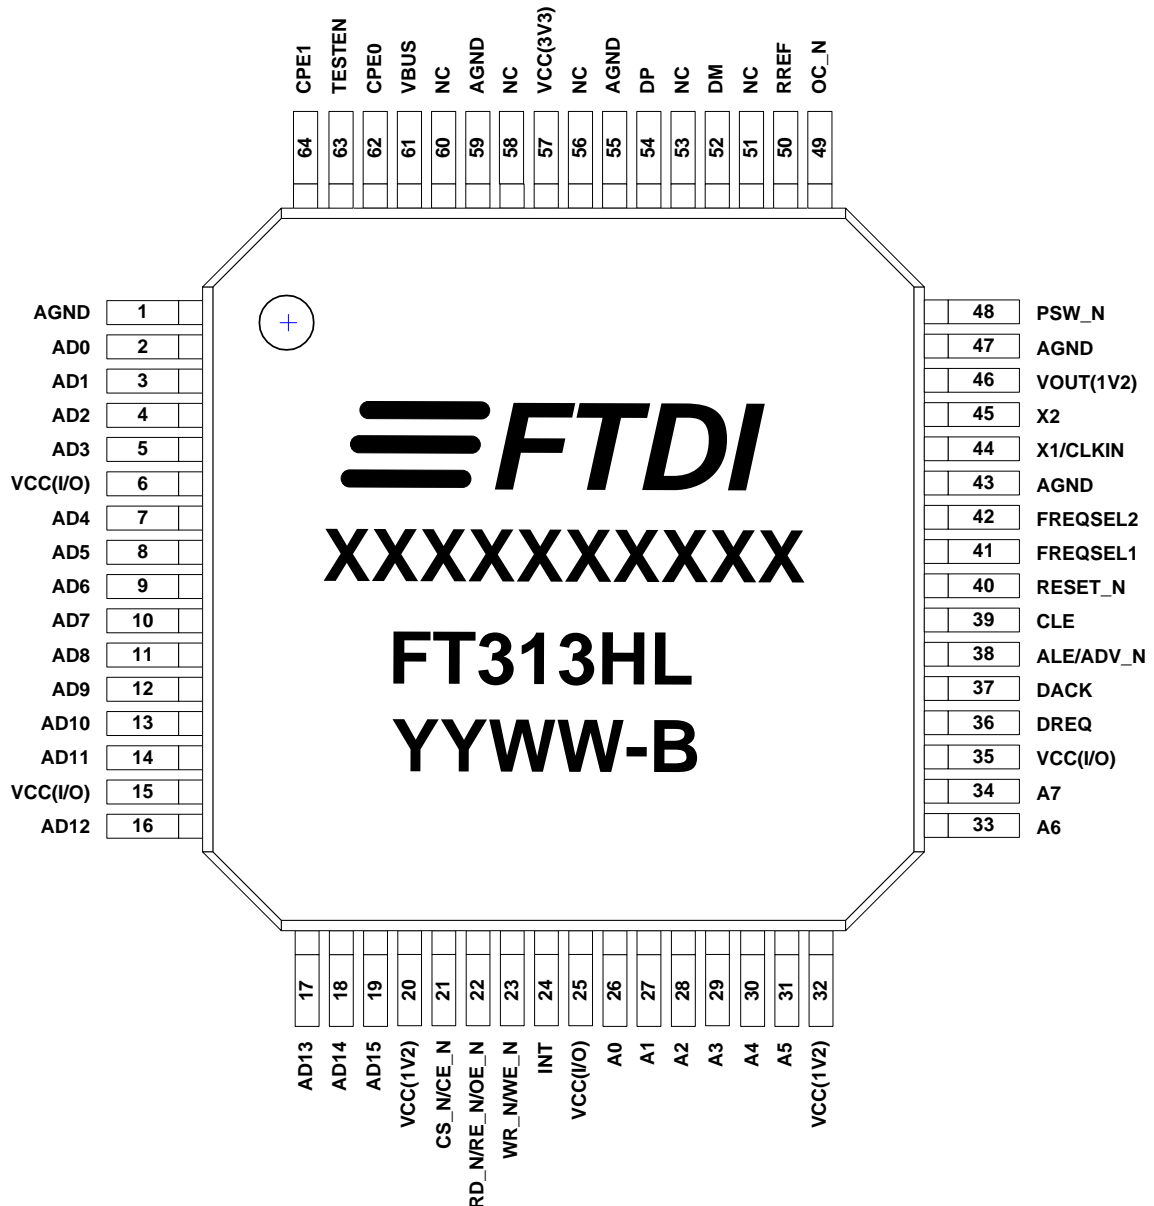 CPE1
TESTEN
CPE0
VBUS
NC
AGND
NC
VCC(3V3)
NC
AGND
DP
NC
DM
NC
RREF
OC_N
64
63
62
61
60
59
58
57
56
55
54
53
52
51
50
49
AGND 1
AD0 2
AD1 3
AD2 4
AD3 5
VCC(I/O) 6
AD4 7
AD5 8
AD6 9
AD7 10
AD8 11
AD9 12
AD10 13
AD11 14
VCC(I/O) 15
AD12 16
FTDI
XXXXXXXXXX
FT313HL
YYWW-B
48 PSW_N
47 AGND
46 VOUT(1V2)
45 X2
44 X1/CLKIN
43 AGND
42 FREQSEL2
41 FREQSEL1
40 RESET_N
39 CLE
38 ALE/ADV_N
37 DACK
36 DREQ
35 VCC(I/O)
34 A7
33 A6
17
18
19
20
21
22
23
24
25
26
27
28
29
30
31
32
AD13
AD14
AD15
VCC(1V2)
CS_N/CE_N
RD_N/RE_N/OE_N
WR_N/WE_N
INT
VCC(I/O)
A0
A1
A2
A3
A4
A5
VCC(1V2)